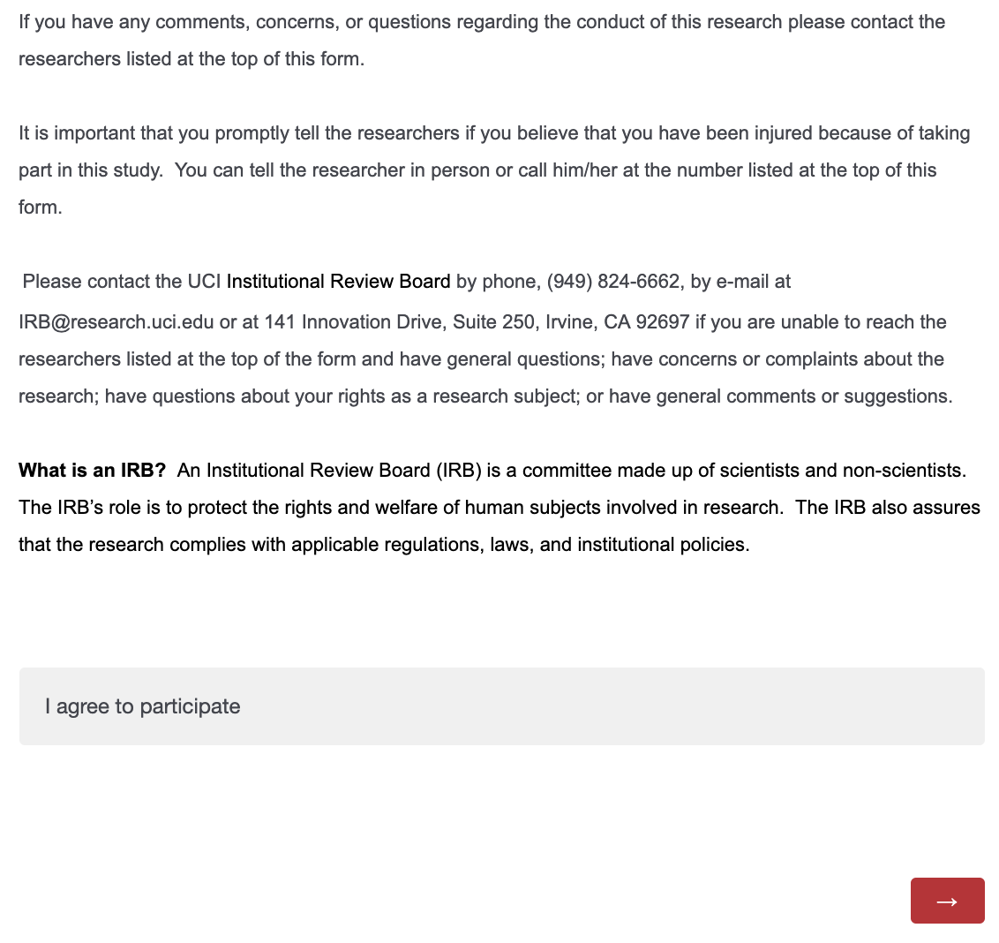 If you have any comments, concerns, or questions regarding the conduct of this research please contact the
researchers listed at the top of this form.
It is important that you promptly tell the researchers if you believe that you have been injured because of taking
part in this study.  You can tell the researcher in person or call him/her at the number listed at the top of this
form.
Please contact the UCI Institutional Review Board by phone, (949) 824-6662, by e-mail at
IRB@research.uci.edu or at 141 Innovation Drive, Suite 250, Irvine, CA 92697 if you are unable to reach the
researchers listed at the top of the form and have general questions; have concerns or complaints about the
research; have questions about your rights as a research subject; or have general comments or suggestions.
What is an IRB?  An Institutional Review Board (IRB) is a committee made up of scientists and non-scientists.
The IRB’s role is to protect the rights and welfare of human subjects involved in research.  The IRB also assures
that the research complies with applicable regulations, laws, and institutional policies.
I agree to participate
→